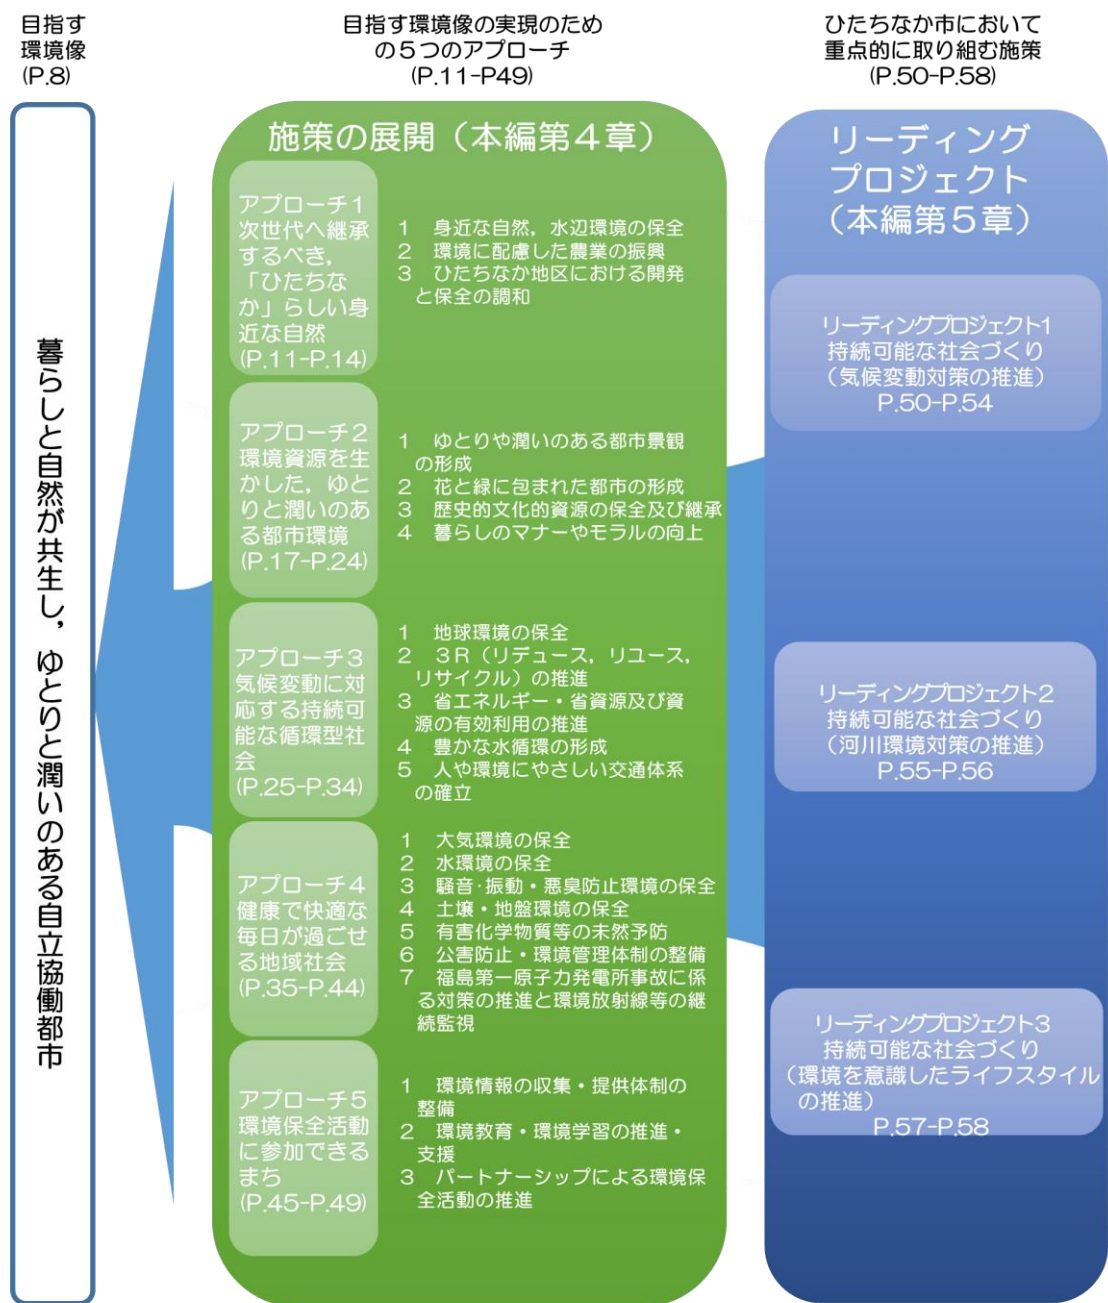 目指す
環境像
(P.8)
目指す環境像の実現のため
の5つのアプローチ
(P.11-P49)
ひたちなか市において
重点的に取り組む施策
(P.50-P.58)
暮らしと自然が共生し，ゆとりと潤いのある自立協働都市
施策の展開（本編第4章）
アプローチ1
次世代へ継承
するべき，
「ひたちな
か」らしい身
近な自然
(P.11-P.14)
1 身近な自然，水辺環境の保全
2 環境に配慮した農業の振興
3 ひたちなか地区における開発
と保全の調和
アプローチ2
環境資源を生
かした，ゆと
りと潤いのあ
る都市環境
(P.17-P.24)
1 ゆとりや潤いのある都市景観
の形成
2 花と緑に包まれた都市の形成
3 歴史的文化的資源の保全及び継承
4 暮らしのマナーやモラルの向上
アプローチ3
気候変動に対
応する持続可
能な循環型社
会
(P.25-P.34)
1 地球環境の保全
2 3R（リデュース，リユース，
リサイクル）の推進
3 省エネルギー・省資源及び資
源の有効利用の推進
4 豊かな水循環の形成
5 人や環境にやさしい交通体系
の確立
アプローチ4
健康で快適な
毎日が過ごせ
る地域社会
(P.35-P.44)
1 大気環境の保全
2 水環境の保全
3 騒音・振動・悪臭防止環境の保全
4 土壌・地盤環境の保全
5 有害化学物質等の未然予防
6 公害防止・環境管理体制の整備
7 福島第一原子力発電所事故に係
る対策の推進と環境放射線等の継
続監視
アプローチ5
環境保全活動
に参加できる
まち
(P.45-P.49)
1 環境情報の収集・提供体制の
整備
2 環境教育・環境学習の推進・
支援
3 パートナーシップによる環境保
全活動の推進
リーディング
プロジェクト
（本編第5章）
リーディングプロジェクト1
持続可能な社会づくり
（気候変動対策の推進）
P.50-P.54
リーディングプロジェクト2
持続可能な社会づくり
（河川環境対策の推進）
P.55-P.56
リーディングプロジェクト3
持続可能な社会づくり
（環境を意識したライフスタイル
の推進）
P.57-P.58